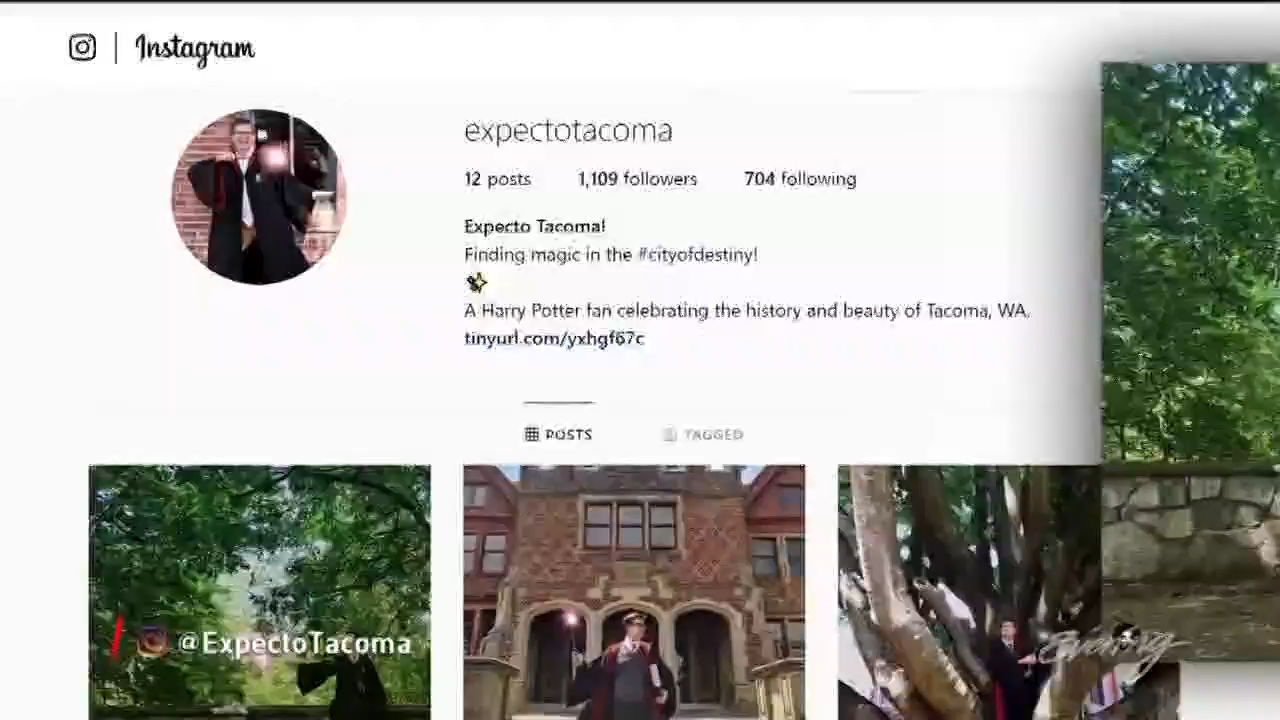 Instagram
expectotacoma
12 posts 1,109 followers 704 following
Expecto Tacoma!
Finding magic in the #cityofdestiny!
A Harry Potter fan celebrating the history and beauty of Tacoma, WA.
tinyurl.com/yxhgf67c
POSTS TAGGED
@ExpectoTacoma
Evening